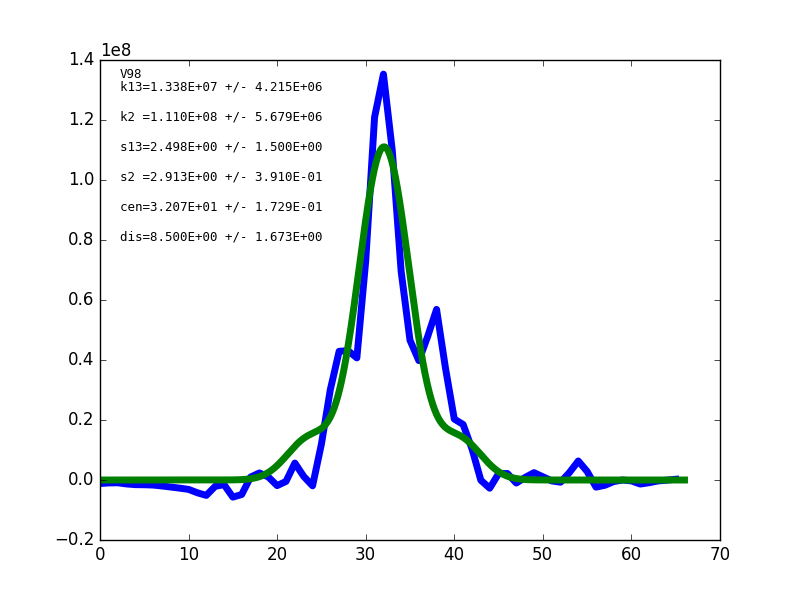 1e8
1.4
V98
k13=1.338E+07 +/- 4.215E+06
1.2
k2 =1.110E+08 +/- 5.679E+06
s13=2.498E+00 +/- 1.500E+00
1.0
s2 =2.913E+00 +/- 3.910E-01
cen=3.207E+01 +/- 1.729E-01
0.8
dis=8.500E+00 +/- 1.673E+00
0.6
0.4
0.2
0.0
−0.2
0 10 20 30 40 50 60 70